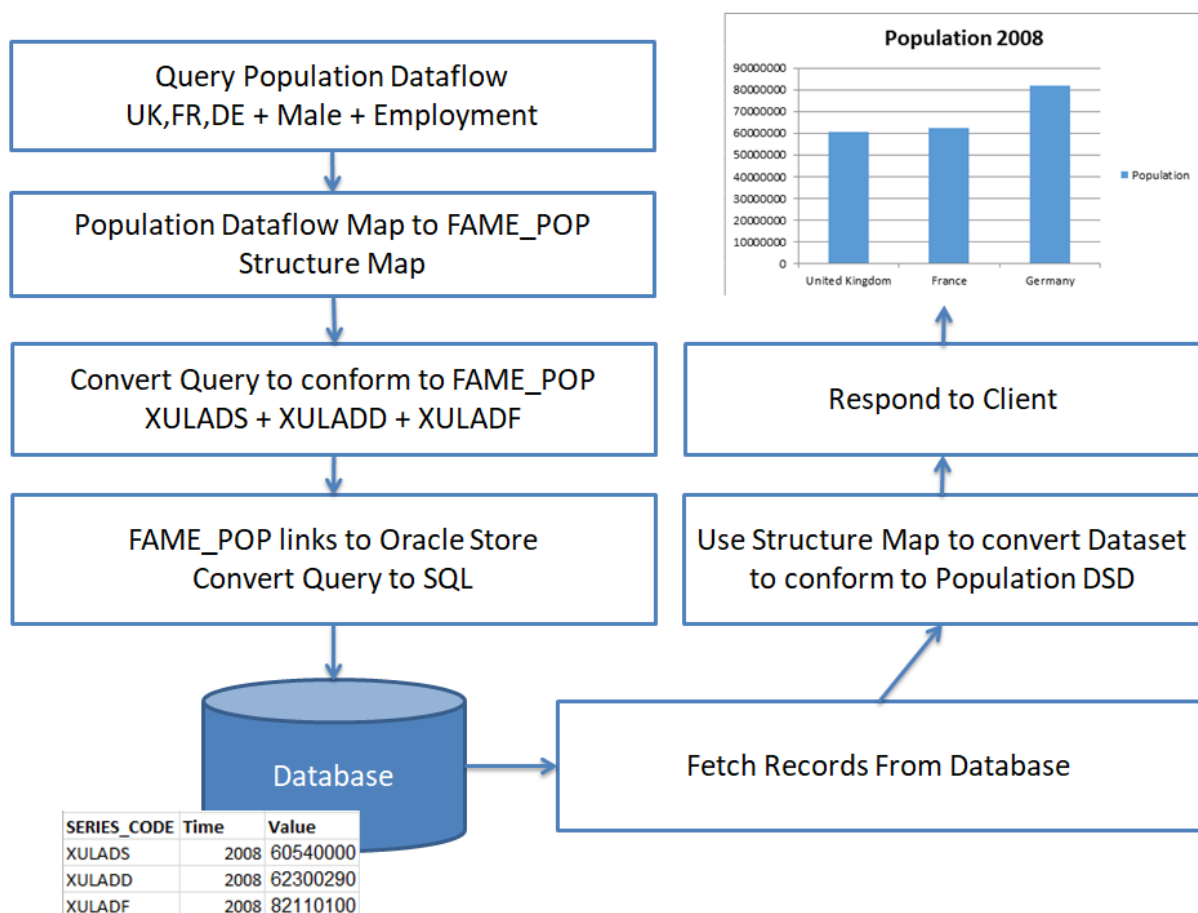 Query Population Dataflow
UK,FR,DE + Male + Employment
Population Dataflow Map to FAME_POP
Structure Map
Convert Query to conform to FAME_POP
XULADS + XULADD + XULADF
FAME_POP links to Oracle Store
Convert Query to SQL
Database
SERIES_CODE Time Value
XULADS 2008 60540000
XULADD 2008 62300290
XULADF 2008 82110100
Fetch Records From Database
Use Structure Map to convert Dataset
to conform to Population DSD
Respond to Client
Population 2008
90000000
80000000
70000000
60000000
50000000
40000000
30000000
20000000
10000000
0
United Kingdom France Germany
Population